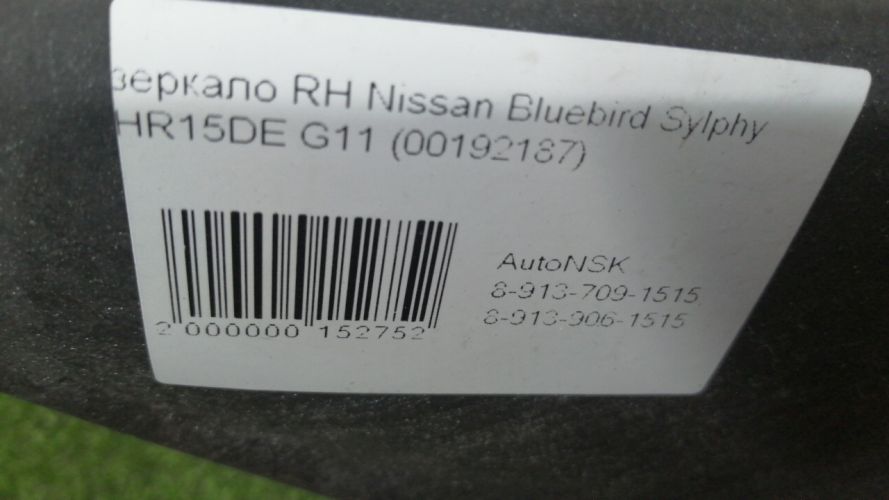 зеркало RH Nissan Bluebird Sylphy
HR15DE G11 (00192187)
AutoNSK
8-913-709-1515
8-913-906-1515
2 000000 152752